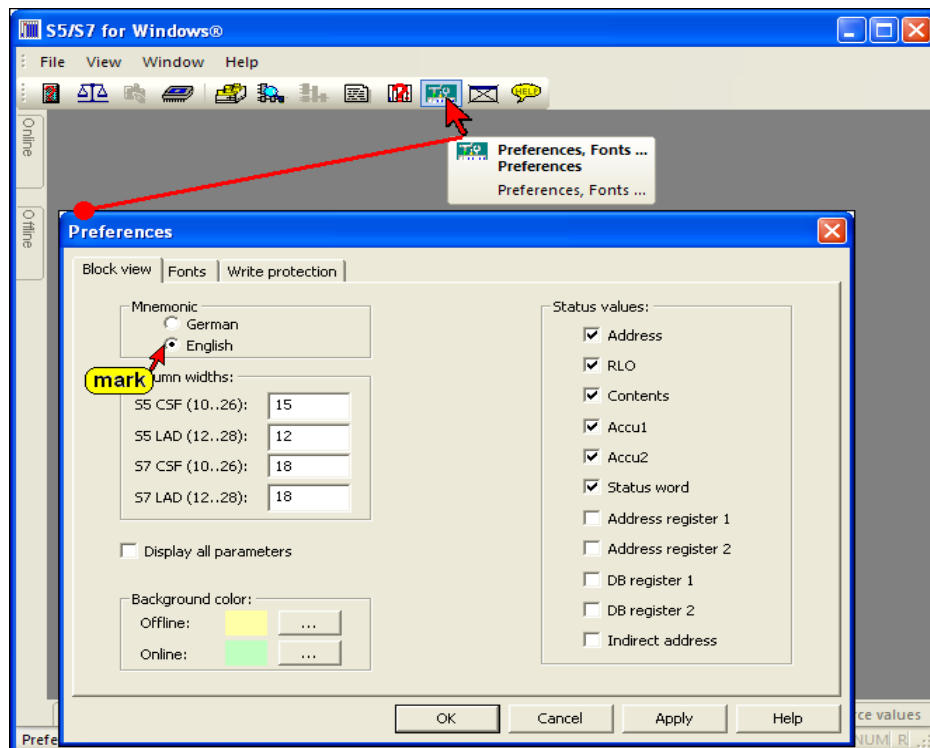 S5/S7 for Windows®
File View Window Help
HELP
Online
Offline
Preferences, Fonts ...
Preferences
Preferences, Fonts ...
Preferences
Block view Fonts Write protection
Mnemonic
German
English
mark
umn widths:
S5 CSF (10..26): 15
S5 LAD (12..28): 12
S7 CSF (10..26): 18
S7 LAD (12..28): 18
Display all parameters
Background color:
Offline: ...
Online: ...
Status values:
Address
RLO
Contents
Accu1
Accu2
Status word
Address register 1
Address register 2
DB register 1
DB register 2
Indirect address
OK Cancel Apply Help
rce values
Prefe
NUM R